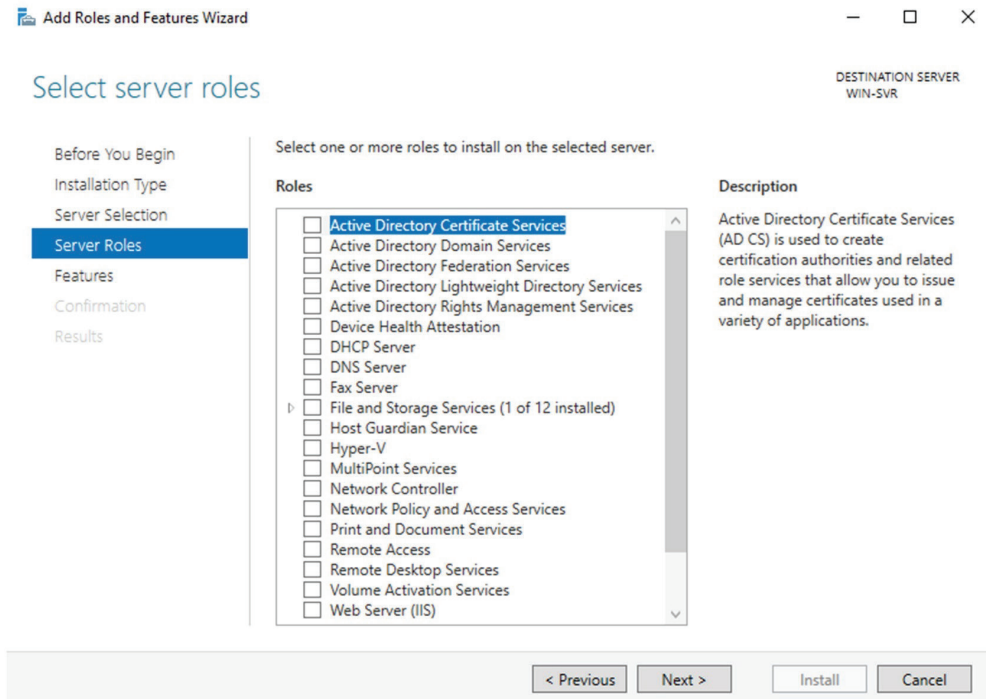 Add Roles and Features Wizard
Select server roles
DESTINATION SERVER
WIN-SVR
Before You Begin
Installation Type
Server Selection
Server Roles
Features
Confirmation
Results
Select one or more roles to install on the selected server.
Roles
Active Directory Certificate Services
Active Directory Domain Services
Active Directory Federation Services
Active Directory Lightweight Directory Services
Active Directory Rights Management Services
Device Health Attestation
DHCP Server
DNS Server
Fax Server
File and Storage Services (1 of 12 installed)
Host Guardian Service
Hyper-V
MultiPoint Services
Network Controller
Network Policy and Access Services
Print and Document Services
Remote Access
Remote Desktop Services
Volume Activation Services
Web Server (IIS)
Description
Active Directory Certificate Services
(AD CS) is used to create
certification authorities and related
role services that allow you to issue
and manage certificates used in a
variety of applications.
< Previous
Next >
Install
Cancel